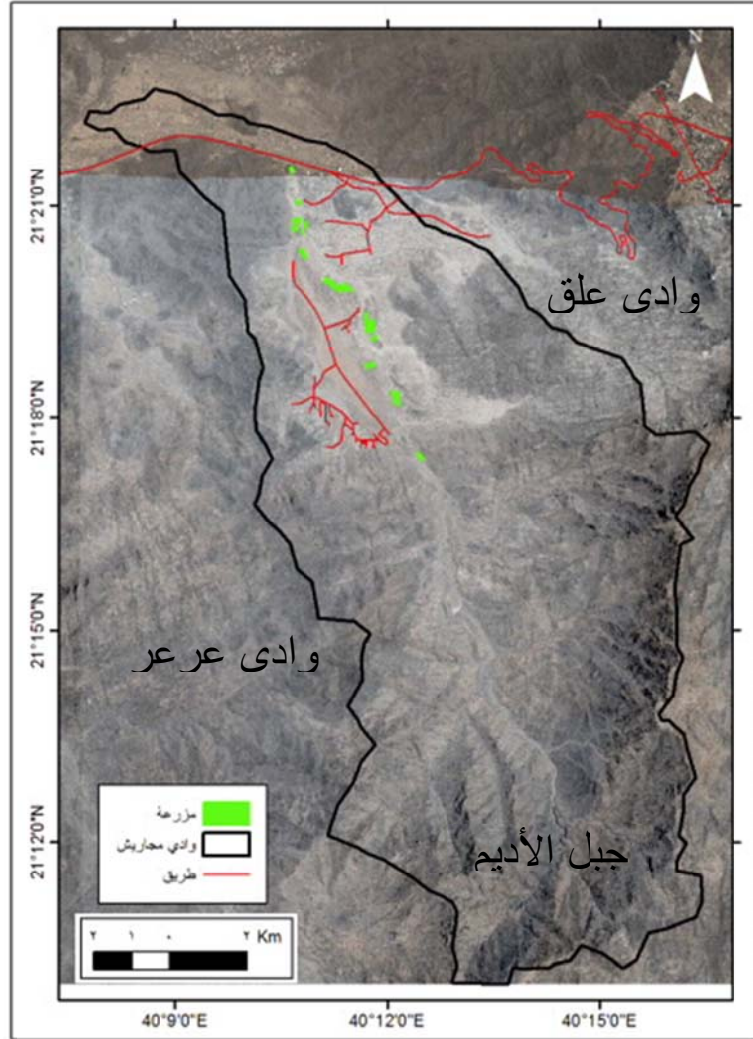 N
21°21'0"N
وادى علق
21°18'0"N
21°15'0"N
وادى عرعر
21°12'0"N
جبل الأديم
مزرعة
وادي مجاريش
طريق
٢ ١ ٠ ٢ Km
40°9'0"E 40°12'0"E 40°15'0"E